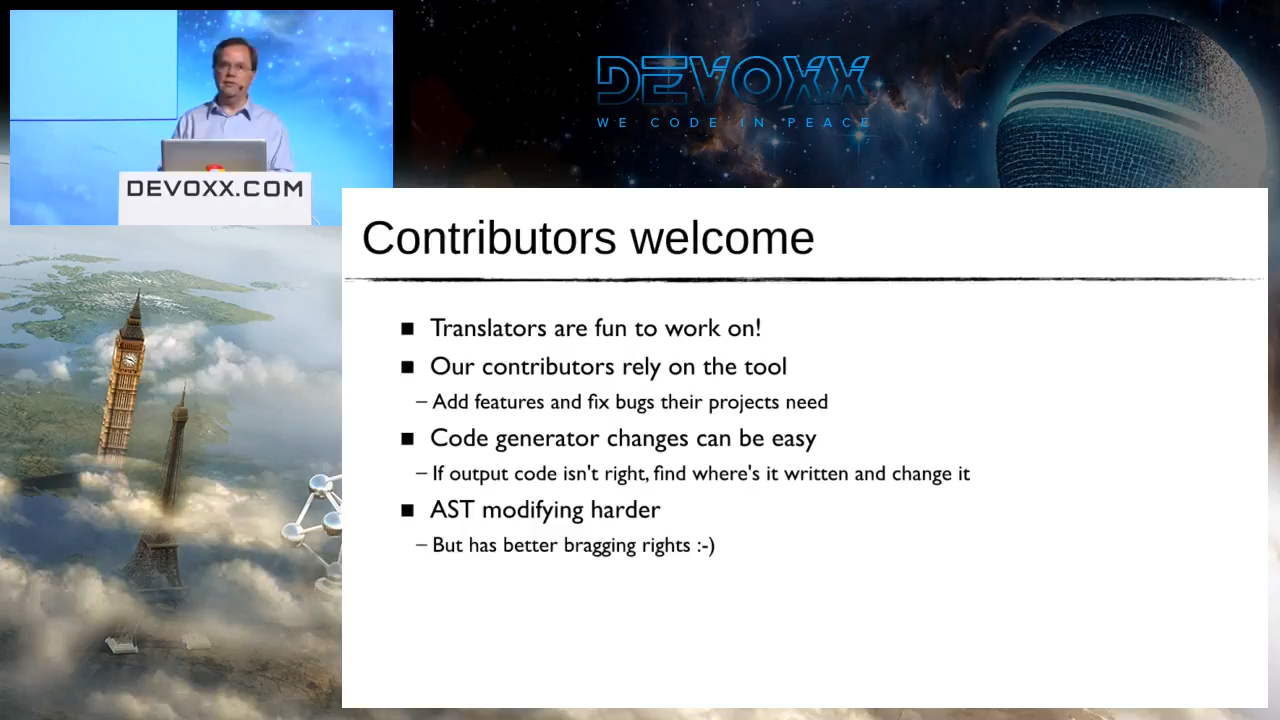 DEVOXX
WE CODE IN PEACE
DEVOXX.COM
Contributors welcome
■ Translators are fun to work on!
■ Our contributors rely on the tool
– Add features and fix bugs their projects need
■ Code generator changes can be easy
– If output code isn't right, find where's it written and change it
■ AST modifying harder
– But has better bragging rights :-)